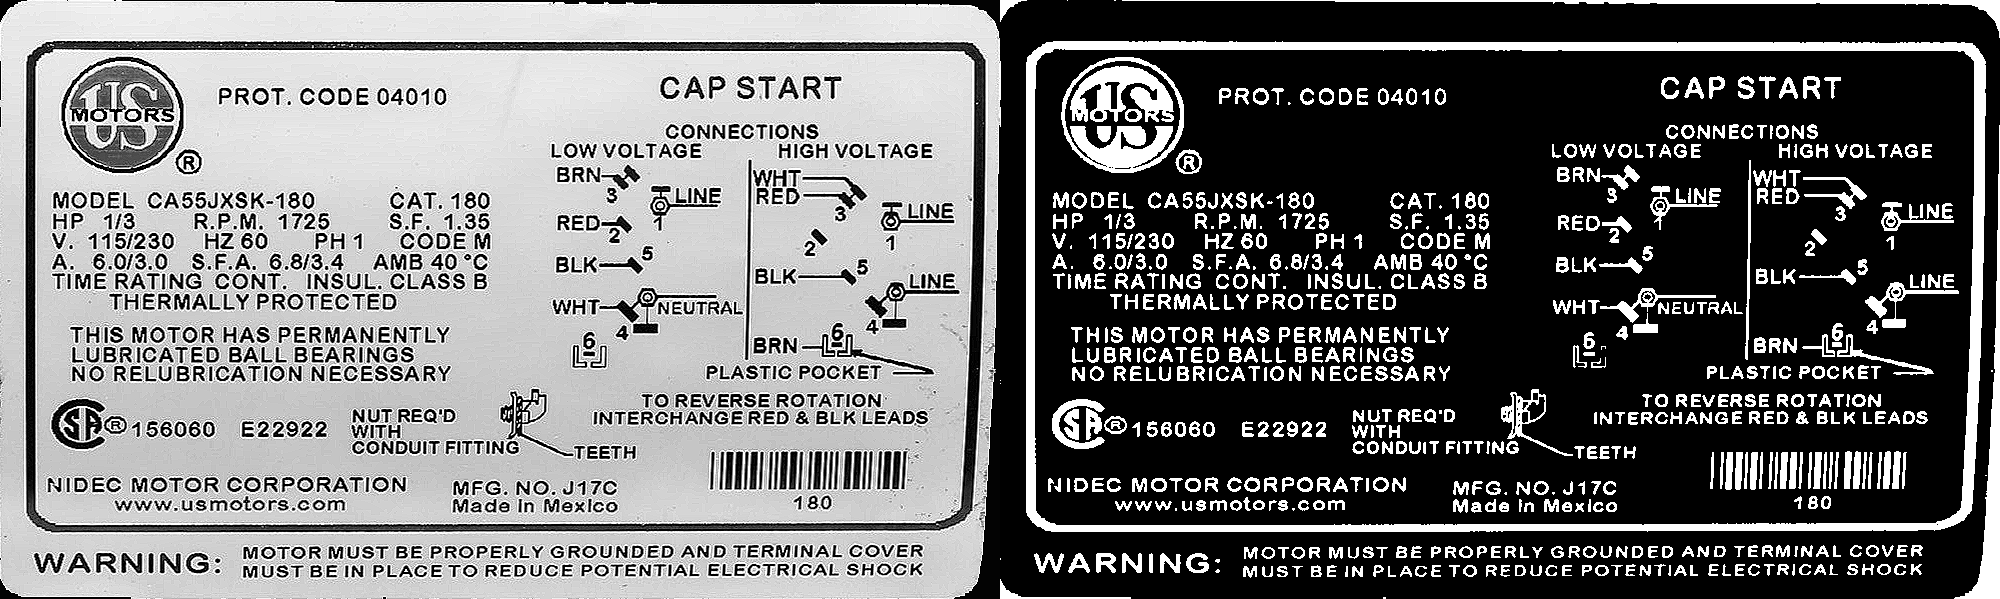 US
MOTORS
®
PROT. CODE 04010
CAP START
CONNECTIONS
LOW VOLTAGE HIGH VOLTAGE
BRN 3 LINE 1
RED 2
BLK 5
WHT 4 NEUTRAL
6
WHT
RED 3 LINE 1
2
BLK 5 LINE
4
BRN 6
PLASTIC POCKET
MODEL CA55JXSK-180 CAT. 180
HP 1/3 R.P.M. 1725 S.F. 1.35
V. 115/230 HZ 60 PH 1 CODE M
A. 6.0/3.0 S.F.A. 6.8/3.4 AMB 40 °C
TIME RATING CONT. INSUL. CLASS B
THERMALLY PROTECTED
THIS MOTOR HAS PERMANENTLY
LUBRICATED BALL BEARINGS
NO RELUBRICATION NECESSARY
TO REVERSE ROTATION
INTERCHANGE RED & BLK LEADS
SA ® 156060 E22922
NUT REQ'D
WITH
CONDUIT FITTING
TEETH
NIDEC MOTOR CORPORATION
www.usmotors.com
MFG. NO. J17C
Made in Mexico
180
WARNING: MOTOR MUST BE PROPERLY GROUNDED AND TERMINAL COVER
MUST BE IN PLACE TO REDUCE POTENTIAL ELECTRICAL SHOCK
US
MOTORS
®
PROT. CODE 04010
CAP START
CONNECTIONS
LOW VOLTAGE HIGH VOLTAGE
BRN 3 LINE 1
RED 2
BLK 5
WHT 4 NEUTRAL
6
WHT
RED 3 LINE 1
2
BLK 5 LINE
4
BRN 6
PLASTIC POCKET
MODEL CA55JXSK-180 CAT. 180
HP 1/3 R.P.M. 1725 S.F. 1.35
V. 115/230 HZ 60 PH 1 CODE M
A. 6.0/3.0 S.F.A. 6.8/3.4 AMB 40 °C
TIME RATING CONT. INSUL. CLASS B
THERMALLY PROTECTED
THIS MOTOR HAS PERMANENTLY
LUBRICATED BALL BEARINGS
NO RELUBRICATION NECESSARY
TO REVERSE ROTATION
INTERCHANGE RED & BLK LEADS
SA ® 156060 E22922
NUT REQ'D
WITH
CONDUIT FITTING
TEETH
NIDEC MOTOR CORPORATION
www.usmotors.com
MFG. NO. J17C
Made in Mexico
180
WARNING: MOTOR MUST BE PROPERLY GROUNDED AND TERMINAL COVER
MUST BE IN PLACE TO REDUCE POTENTIAL ELECTRICAL SHOCK